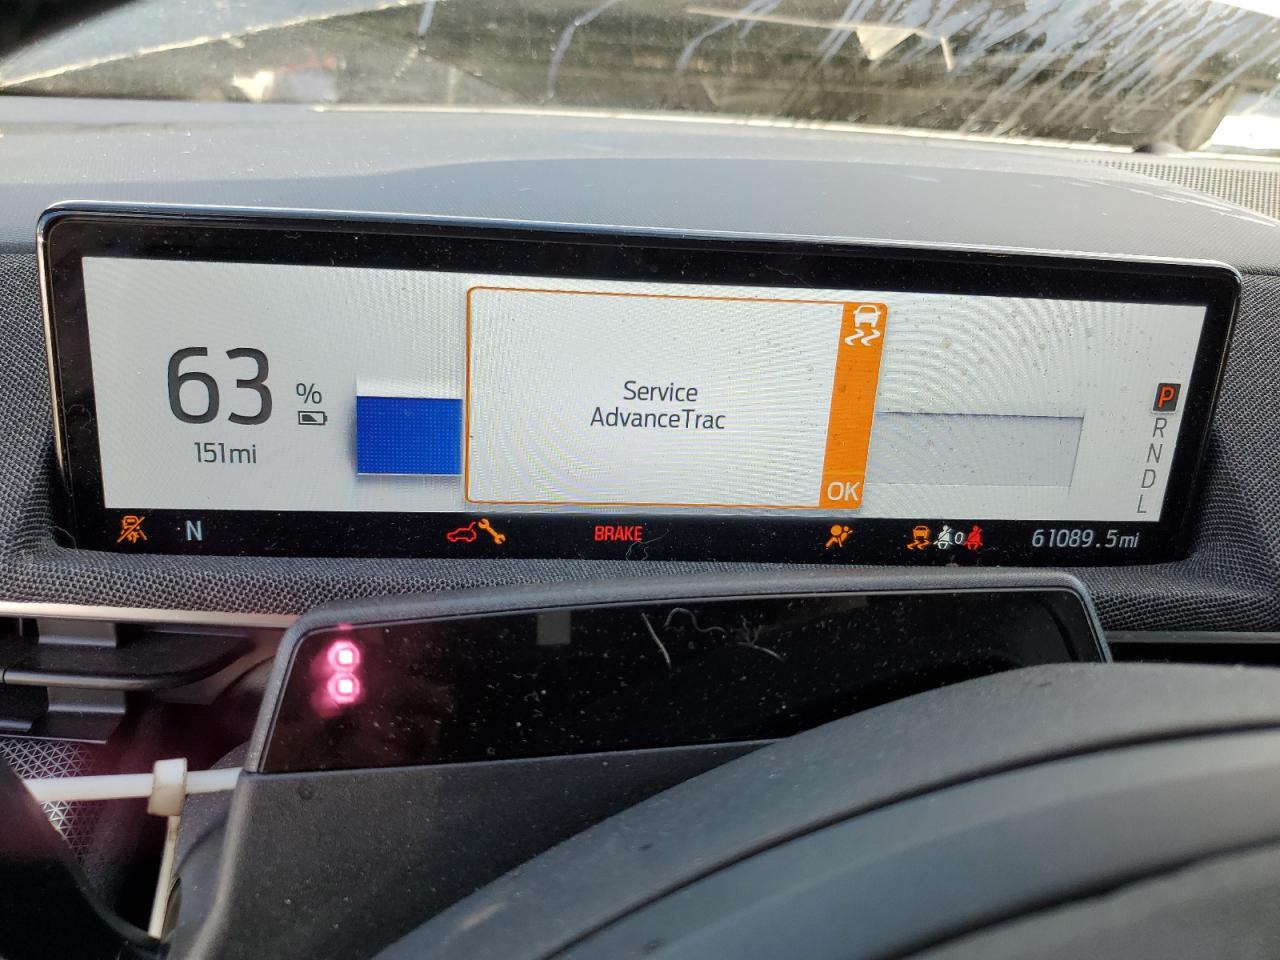 63 %
151mi
Service
AdvanceTrac
OK
P
R
N
D
L
N
BRAKE
0
61089.5mi